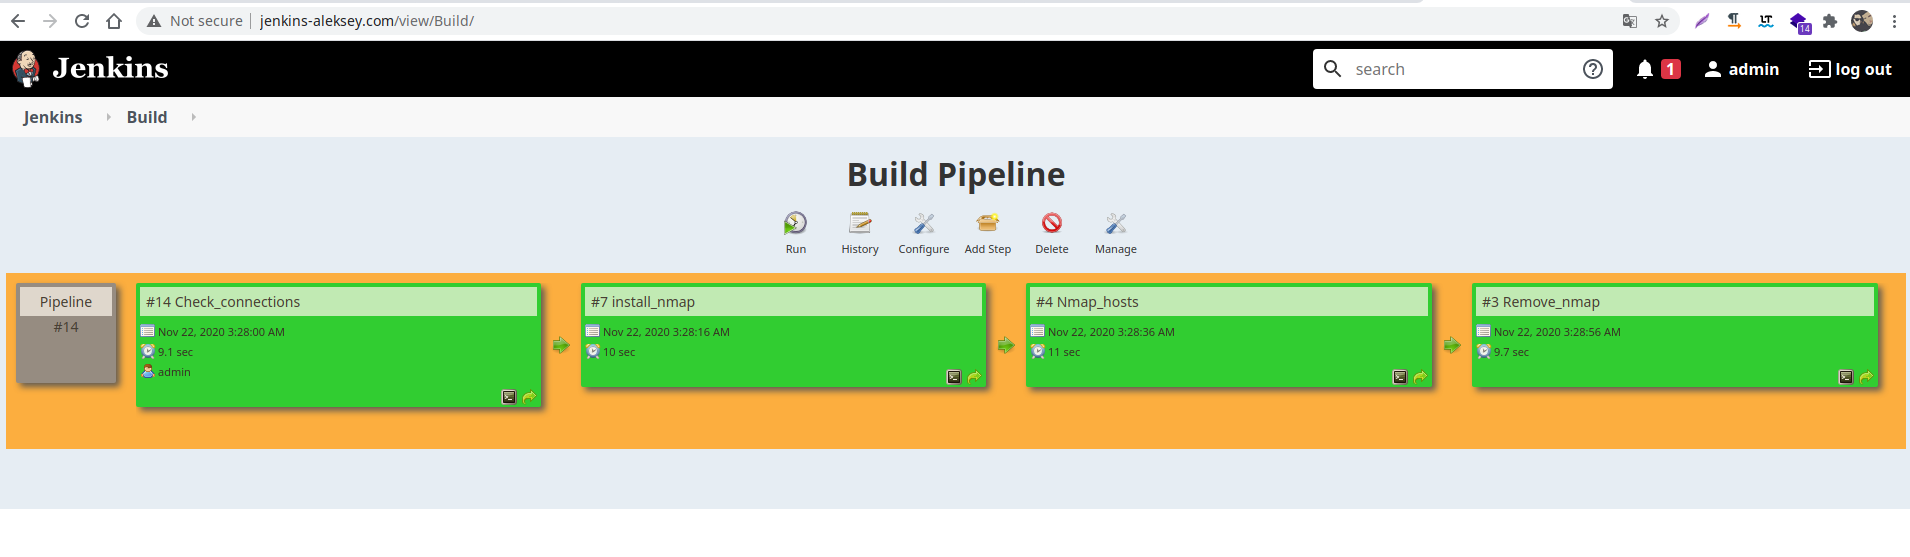 Not secure jenkins-aleksey.com/view/Build/
14
Jenkins search 1 admin log out
Jenkins Build
Build Pipeline
Run History Configure Add Step Delete Manage
Pipeline
#14
#14 Check_connections
Nov 22, 2020 3:28:00 AM
9.1 sec
admin
#7 install_nmap
Nov 22, 2020 3:28:16 AM
10 sec
#4 Nmap_hosts
Nov 22, 2020 3:28:36 AM
11 sec
#3 Remove_nmap
Nov 22, 2020 3:28:56 AM
9.7 sec